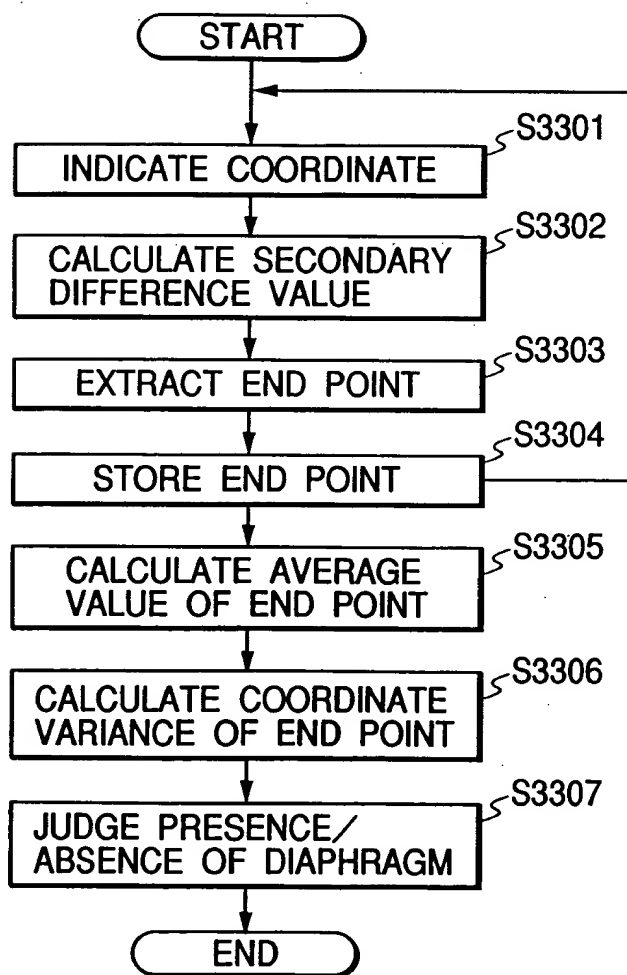 START
S3301
INDICATE COORDINATE
S3302
CALCULATE SECONDARY
DIFFERENCE VALUE
S3303
EXTRACT END POINT
S3304
STORE END POINT
S3305
CALCULATE AVERAGE
VALUE OF END POINT
S3306
CALCULATE COORDINATE
VARIANCE OF END POINT
S3307
JUDGE PRESENCE/
ABSENCE OF DIAPHRAGM
END